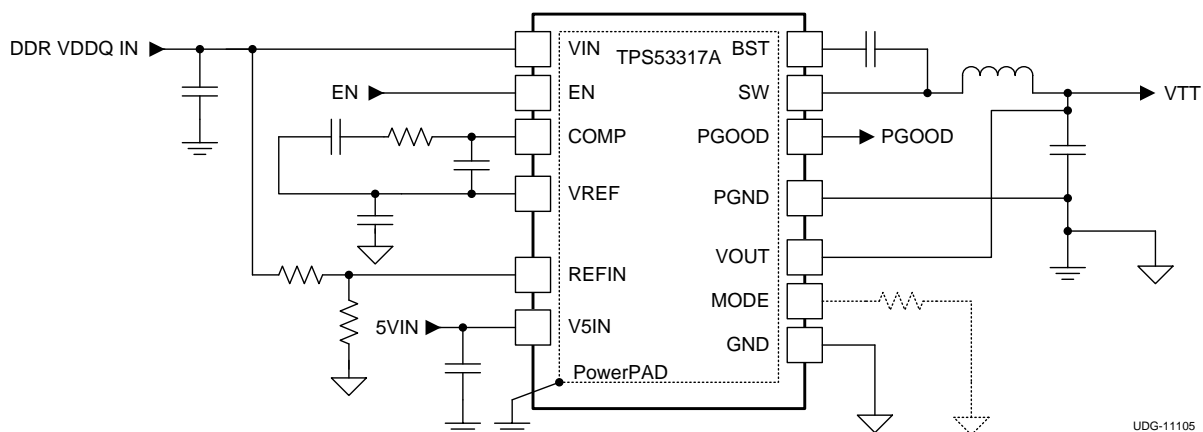 DDR VDDQ IN
VIN
TPS53317A
BST
EN
EN
SW
VTT
COMP
PGOOD
PGOOD
VREF
PGND
VOUT
REFIN
MODE
5VIN
V5IN
GND
PowerPAD
UDG-11105